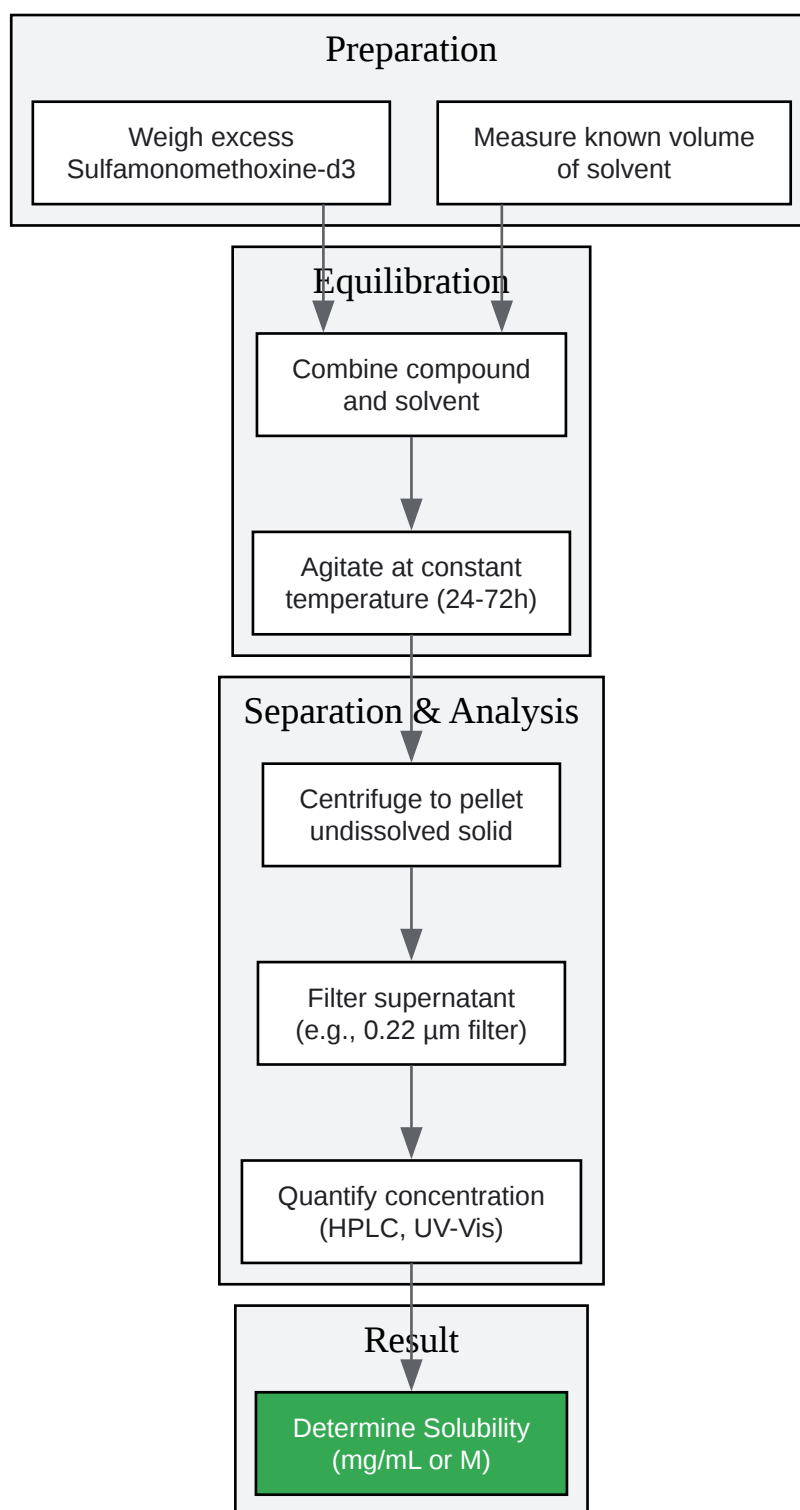 Preparation
Weigh excess
Sulfamonomethoxine-d3
Measure known volume
of solvent
Equilibration
Combine compound
and solvent
Agitate at constant
temperature (24-72h)
Separation & Analysis
Centrifuge to pellet
undissolved solid
Filter supernatant
(e.g., 0.22 µm filter)
Quantify concentration
(HPLC, UV-Vis)
Result
Determine Solubility
(mg/mL or M)